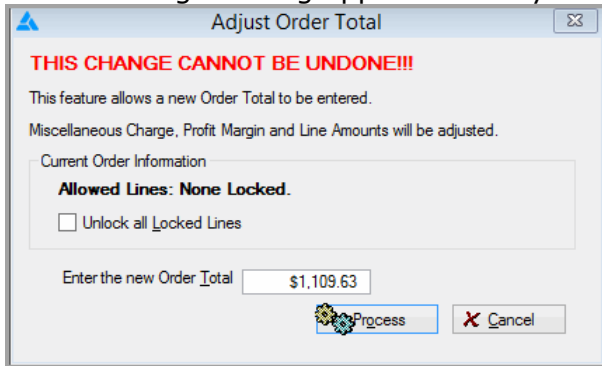 Adjust Order Total
THIS CHANGE CANNOT BE UNDONE!!!
This feature allows a new Order Total to be entered.
Miscellaneous Charge, Profit Margin and Line Amounts will be adjusted.
Current Order Information
Allowed Lines: None Locked.
Unlock all Locked Lines
Enter the new Order Total $1,109.63
Process Cancel